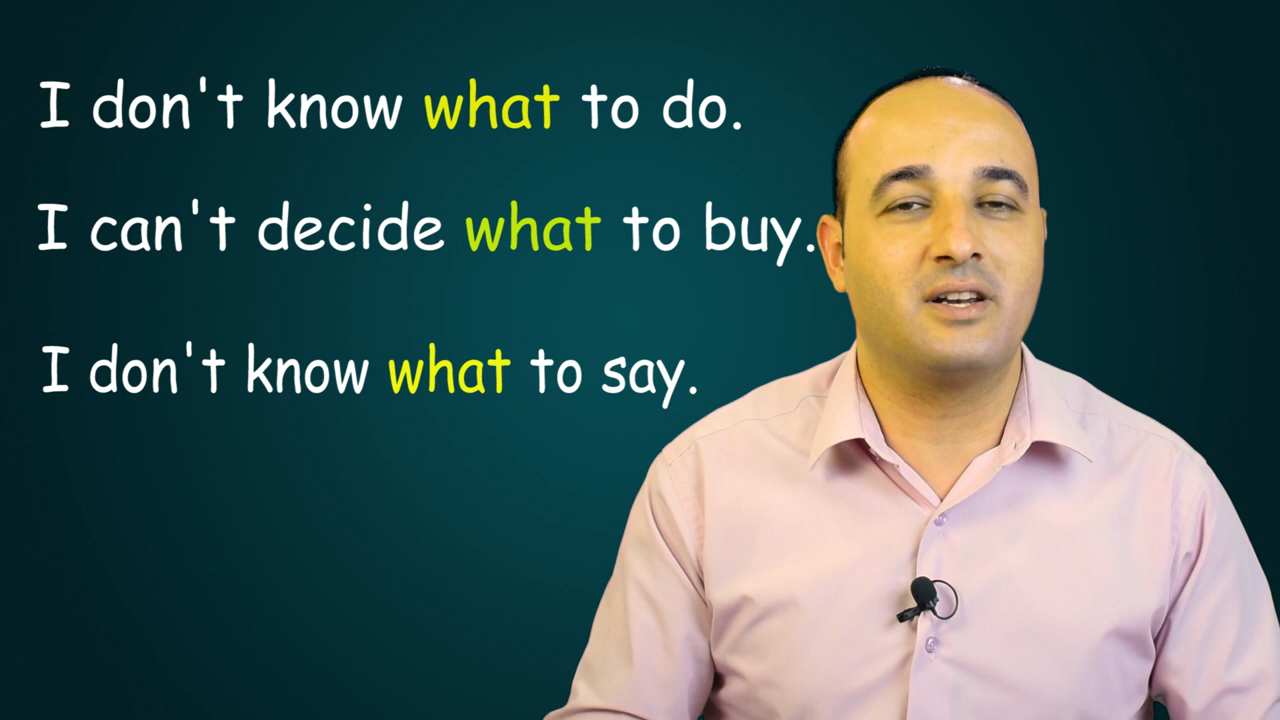 I don't know what to do.
I can't decide what to buy.
I don't know what to say.